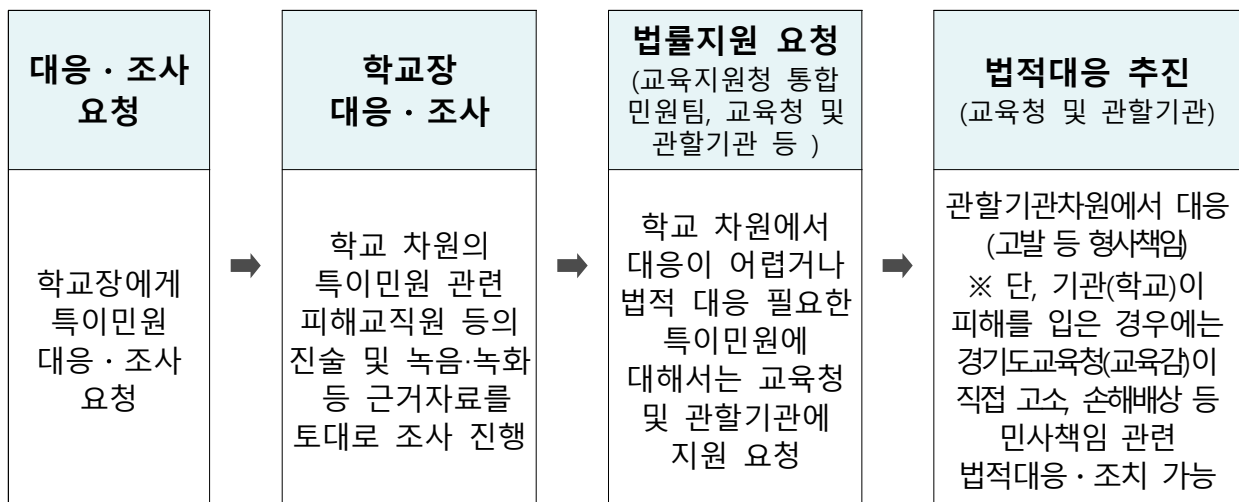 대응・조사
요청
학교장에게
특이민원
대응・조사
요청
➡
학교장
대응・조사
학교 차원의
특이민원 관련
피해교직원 등의
진술 및 녹음·녹화
등 근거자료를
토대로 조사 진행
➡
법률지원 요청
(교육지원청 통합
민원팀, 교육청 및
관할기관 등 )
학교 차원에서
대응이 어렵거나
법적 대응 필요한
특이민원에
대해서는 교육청
및 관할기관에
지원 요청
➡
법적대응 추진
(교육청 및 관할기관)
관할기관차원에서 대응
(고발 등 형사책임)
※ 단, 기관(학교)이
피해를 입은 경우에는
경기도교육청(교육감)이
직접 고소, 손해배상 등
민사책임 관련
법적대응・조치 가능